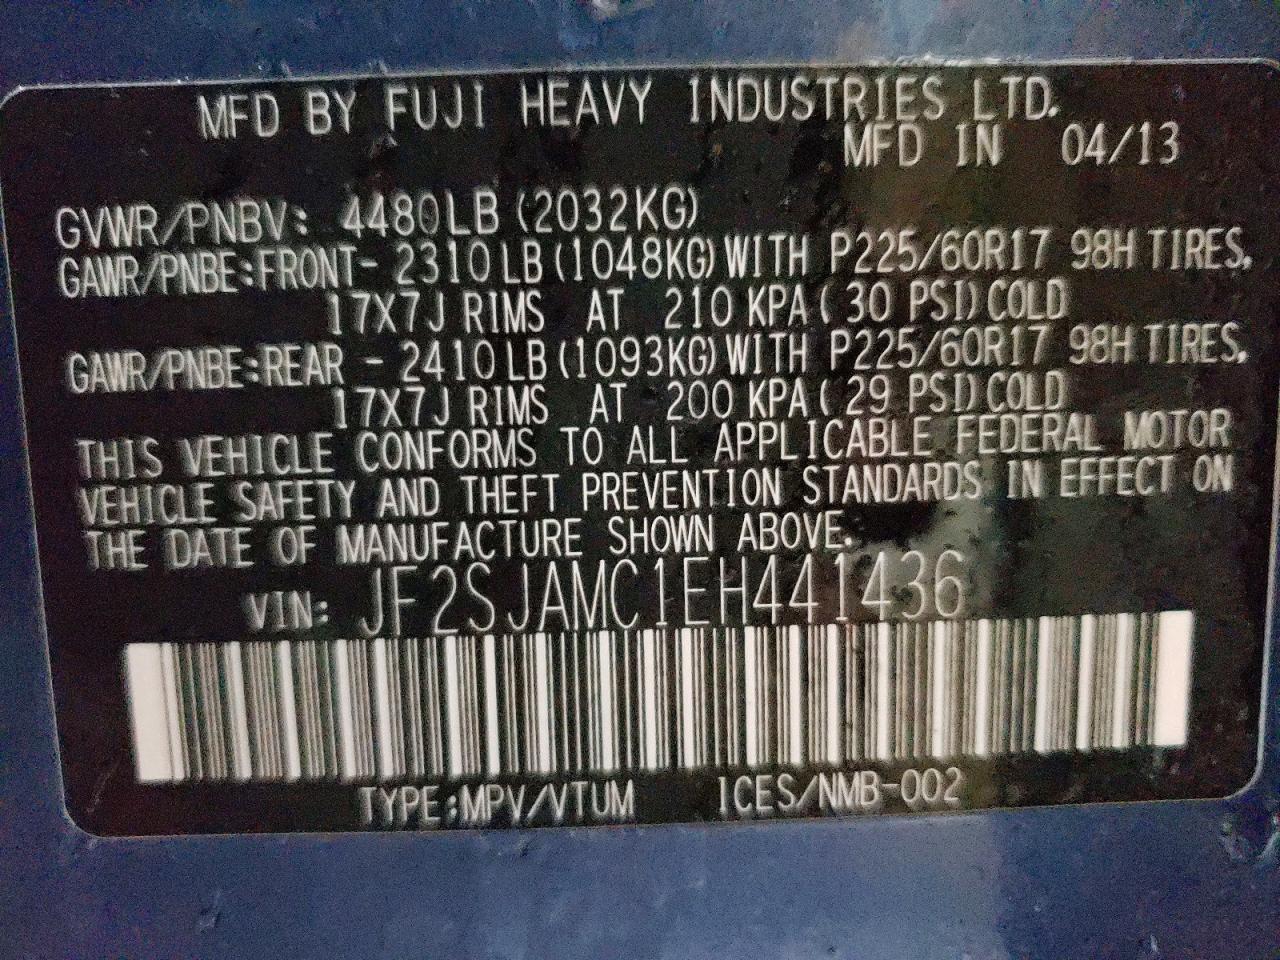 MFD BY FUJI HEAVY INDUSTRIES LTD.
MFD IN 04/13
GVWR/PNBV: 4480LB (2032KG)
GAWR/PNBE:FRONT- 2310LB (1048KG) WITH P225/60R17 98H TIRES,
17X7J RIMS AT 210 KPA( 30 PSI) COLD
GAWR/PNBE:REAR - 2410LB (1093KG) WITH P225/60R17 98H TIRES,
17X7J RIMS AT 200 KPA( 29 PSI) COLD
THIS VEHICLE CONFORMS TO ALL APPLICABLE FEDERAL MOTOR
VEHICLE SAFETY AND THEFT PREVENTION STANDARDS IN EFFECT ON
THE DATE OF MANUFACTURE SHOWN ABOVE.
VIN: JF2SJAMC1EH441436
TYPE:MPV/VTUM ICES/NMB-002